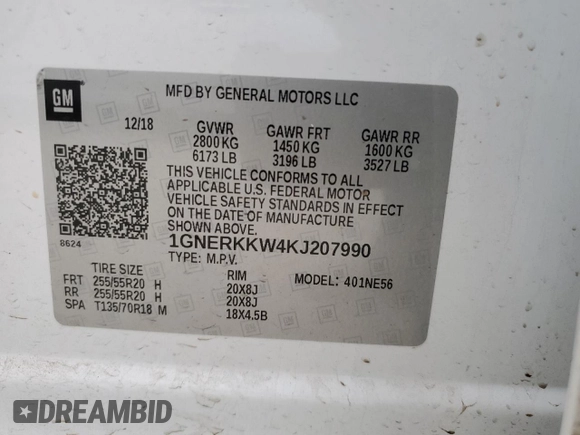 GM
MFD BY GENERAL MOTORS LLC
12/18 GVWR GAWR FRT GAWR RR
2800 KG 1450 KG 1600 KG
6173 LB 3196 LB 3527 LB
THIS VEHICLE CONFORMS TO ALL
APPLICABLE U.S. FEDERAL MOTOR
VEHICLE SAFETY STANDARDS IN EFFECT
ON THE DATE OF MANUFACTURE
SHOWN ABOVE.
8624
1GNERKKW4KJ207990
TYPE: M.P.V.
TIRE SIZE RIM MODEL: 401NE56
FRT 255/55R20 H 20X8J
RR 255/55R20 H 20X8J
SPA T135/70R18 M 18X4.5B
DREAMBID